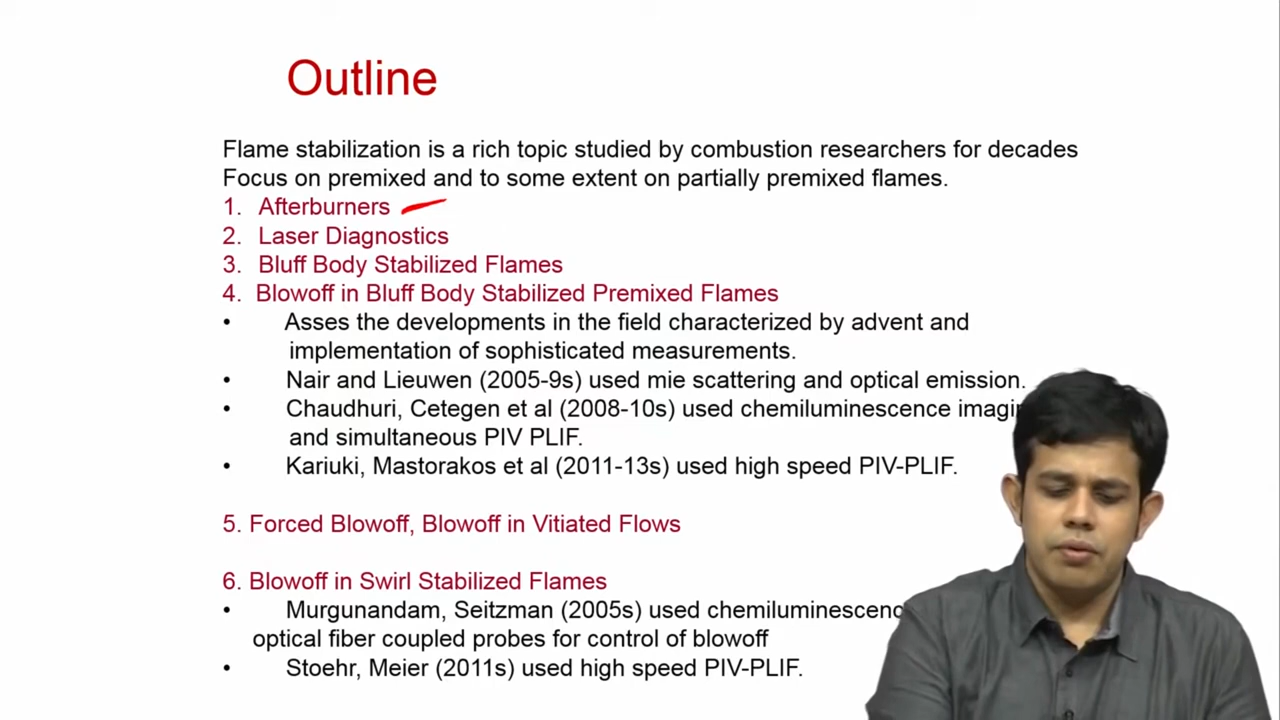 Outline
Flame stabilization is a rich topic studied by combustion researchers for decades
Focus on premixed and to some extent on partially premixed flames.
1. Afterburners
2. Laser Diagnostics
3. Bluff Body Stabilized Flames
4. Blowoff in Bluff Body Stabilized Premixed Flames
• Asses the developments in the field characterized by advent and
implementation of sophisticated measurements.
• Nair and Lieuwen (2005-9s) used mie scattering and optical emission.
• Chaudhuri, Cetegen et al (2008-10s) used chemiluminescence
and simultaneous PIV PLIF.
• Kariuki, Mastorakos et al (2011-13s) used high speed PIV-PLIF.
5. Forced Blowoff, Blowoff in Vitiated Flows
6. Blowoff in Swirl Stabilized Flames
• Murgunandam, Seitzman (2005s) used
optical fiber coupled probes for control of blowoff
• Stoehr, Meier (2011s) used high speed PIV-PLIF.